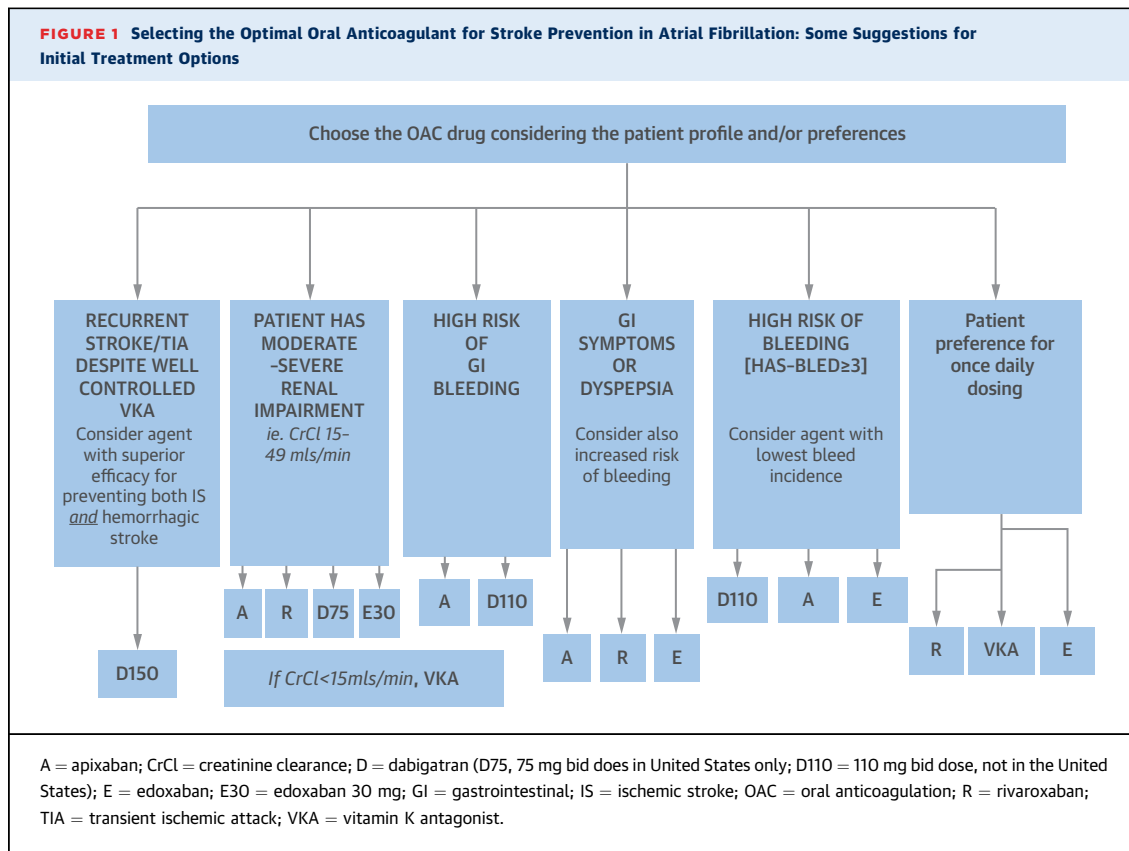 FIGURE 1 Selecting the Optimal Oral Anticoagulant for Stroke Prevention in Atrial Fibrillation: Some Suggestions for
Initial Treatment Options
Choose the OAC drug considering the patient profile and/or preferences
RECURRENT
STROKE/TIA
DESPITE WELL
CONTROLLED
VKA
Consider agent
with superior
efficacy for
preventing both IS
and hemorrhagic
stroke
D150
PATIENT HAS
MODERATE
-SEVERE
RENAL
IMPAIRMENT
ie. CrCl 15-
49 mls/min
A
R
D75
E30
If CrCl<15mls/min, VKA
HIGH RISK
OF
GI
BLEEDING
A
D110
GI
SYMPTOMS
OR
DYSPEPSIA
Consider also
increased risk
of bleeding
A
R
E
HIGH RISK OF
BLEEDING
[HAS-BLED≥3]
Consider agent with
lowest bleed
incidence
D110
A
E
Patient
preference for
once daily
dosing
R
VKA
E
A = apixaban; CrCl = creatinine clearance; D = dabigatran (D75, 75 mg bid does in United States only; D110 = 110 mg bid dose, not in the United
States); E = edoxaban; E30 = edoxaban 30 mg; GI = gastrointestinal; IS = ischemic stroke; OAC = oral anticoagulation; R = rivaroxaban;
TIA = transient ischemic attack; VKA = vitamin K antagonist.